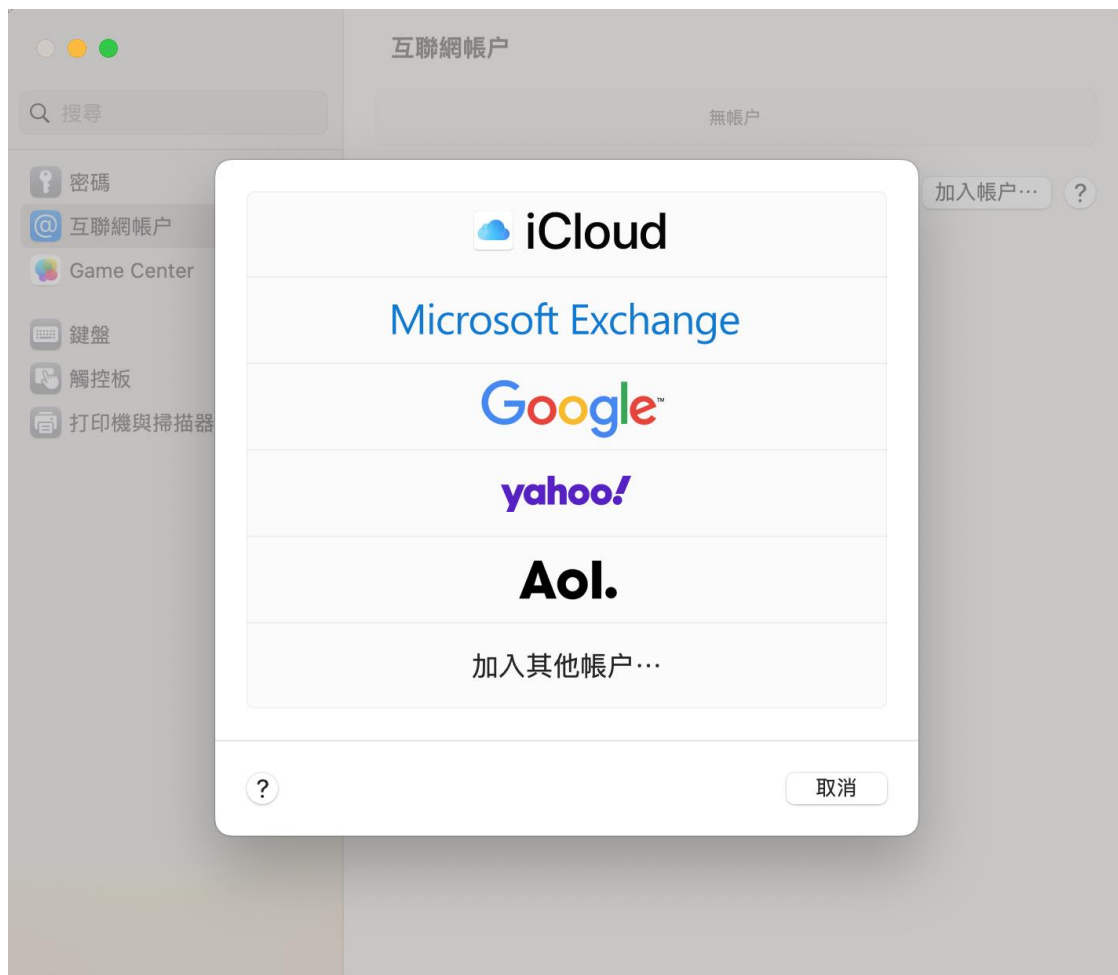 互聯網帳户
搜尋
無帳户
密碼
互聯網帳户
Game Center
鍵盤
觸控板
打印機與掃描器
加入帳户…
?
iCloud
Microsoft Exchange
Google™
yahoo!
Aol.
加入其他帳户…
?
取消